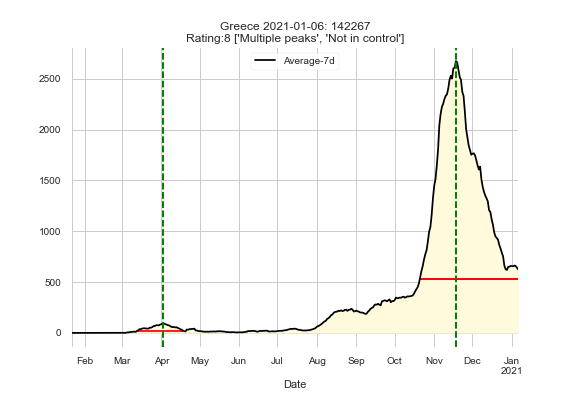 Greece 2021-01-06: 142267
Rating:8 ['Multiple peaks', 'Not in control']
Average-7d
2500
2000
1500
1000
500
0
Feb Mar Apr May Jun Jul Aug Sep Oct Nov Dec Jan
2021
Date